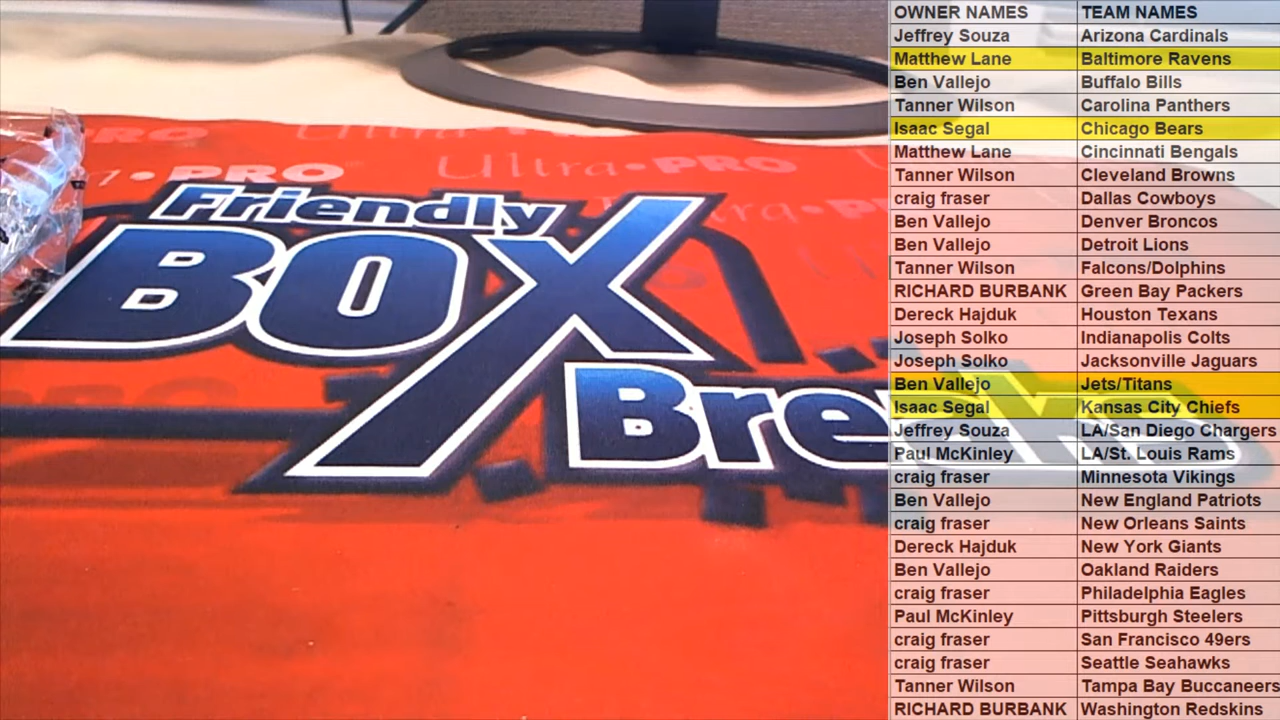 PRO Ultra
PRO Ultra•PRO
Friendly
BOX
Breaks
OWNER NAMES TEAM NAMES
Jeffrey Souza Arizona Cardinals
Matthew Lane Baltimore Ravens
Ben Vallejo Buffalo Bills
Tanner Wilson Carolina Panthers
Isaac Segal Chicago Bears
Matthew Lane Cincinnati Bengals
Tanner Wilson Cleveland Browns
craig fraser Dallas Cowboys
Ben Vallejo Denver Broncos
Ben Vallejo Detroit Lions
Tanner Wilson Falcons/Dolphins
RICHARD BURBANK Green Bay Packers
Dereck Hajduk Houston Texans
Joseph Solko Indianapolis Colts
Joseph Solko Jacksonville Jaguars
Ben Vallejo Jets/Titans
Isaac Segal Kansas City Chiefs
Jeffrey Souza LA/San Diego Chargers
Paul McKinley LA/St. Louis Rams
craig fraser Minnesota Vikings
Ben Vallejo New England Patriots
craig fraser New Orleans Saints
Dereck Hajduk New York Giants
Ben Vallejo Oakland Raiders
craig fraser Philadelphia Eagles
Paul McKinley Pittsburgh Steelers
craig fraser San Francisco 49ers
craig fraser Seattle Seahawks
Tanner Wilson Tampa Bay Buccaneers
RICHARD BURBANK Washington Redskins